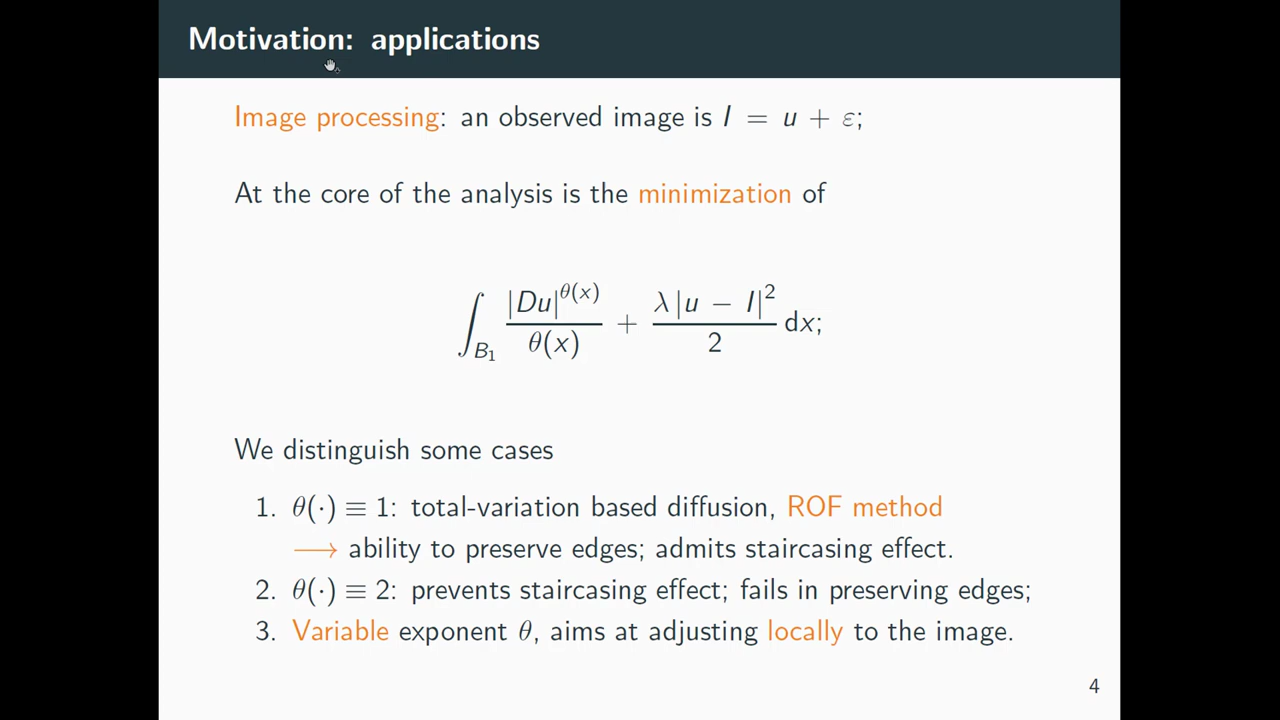 Motivation: applications
Image processing: an observed image is I = u + ε;
At the core of the analysis is the minimization of
∫_{B₁} |Du|^{θ(x)} / θ(x) + λ|u − I|² / 2 dx;
We distinguish some cases
1. θ(·) ≡ 1: total-variation based diffusion, ROF method
⟶ ability to preserve edges; admits staircasing effect.
2. θ(·) ≡ 2: prevents staircasing effect; fails in preserving edges;
3. Variable exponent θ, aims at adjusting locally to the image.
4